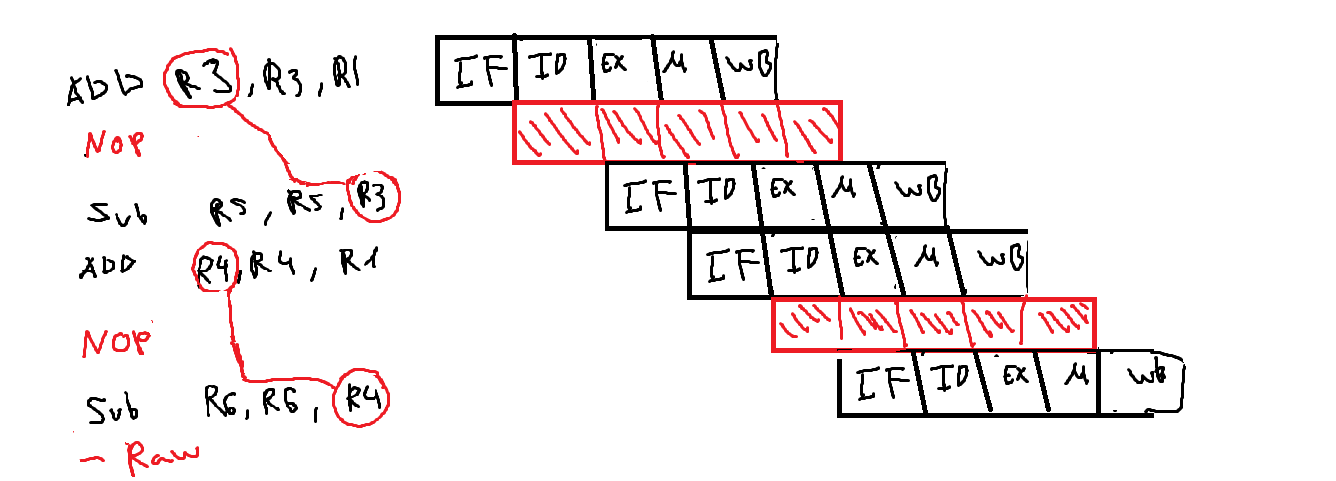 ADD R3, R3, R1 IF ID EX M WB
NOP
Sub R5, R5, R3 IF ID EX M WB
ADD R4, R4, R1 IF ID EX M WB
NOP
Sub R6, R6, R4 IF ID EX M WB
- Raw